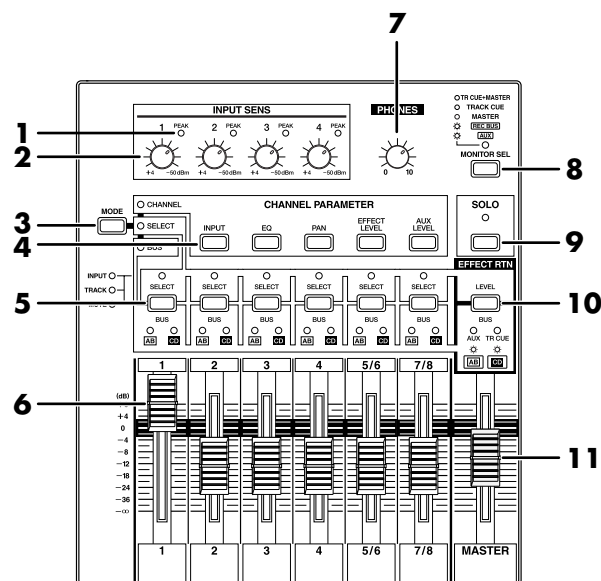 7
INPUT SENS
PHONES
TR CUE+MASTER
TRACK CUE
MASTER
REC BUS
AUX
MONITOR SEL
1
1 PEAK 2 PEAK 3 PEAK 4 PEAK
2
+4 -50dBm +4 -50dBm +4 -50dBm +4 -50dBm
0 10
8
CHANNEL
CHANNEL PARAMETER
SOLO
MODE
3
SELECT
4
INPUT EQ PAN EFFECT LEVEL AUX LEVEL
9
BUS
EFFECT RTN
INPUT
TRACK
5
SELECT SELECT SELECT SELECT SELECT SELECT LEVEL
10
BUS BUS BUS BUS BUS BUS BUS
AUX TR CUE
AB CD AB CD AB CD AB CD AB CD AB CD AB CD
1 2 3 4 5/6 7/8
(dB)
6
+4
0
-4
-8
-12
-18
-24
-36
-∞
11
1 2 3 4 5/6 7/8 MASTER